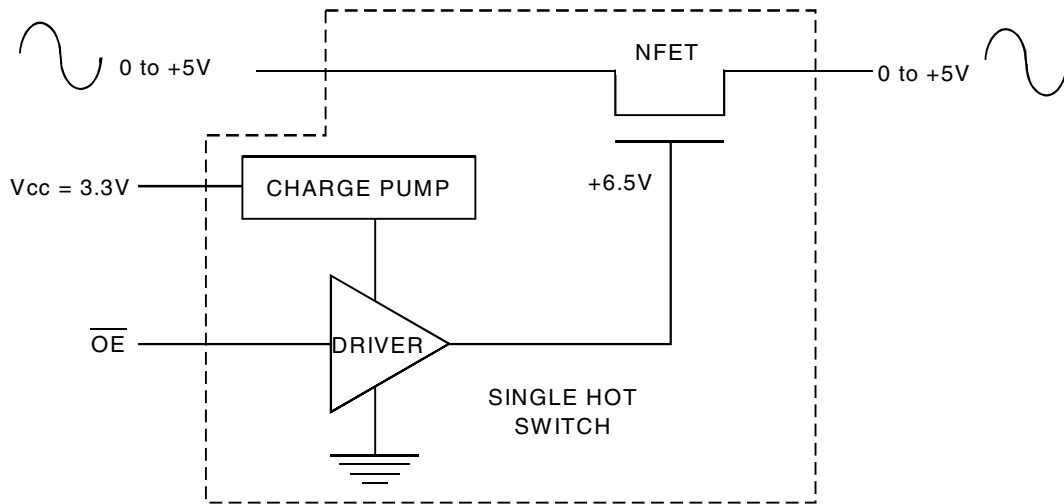 NFET
0 to +5V
0 to +5V
+6.5V
Vcc = 3.3V
CHARGE PUMP
OE
DRIVER
SINGLE HOT
SWITCH